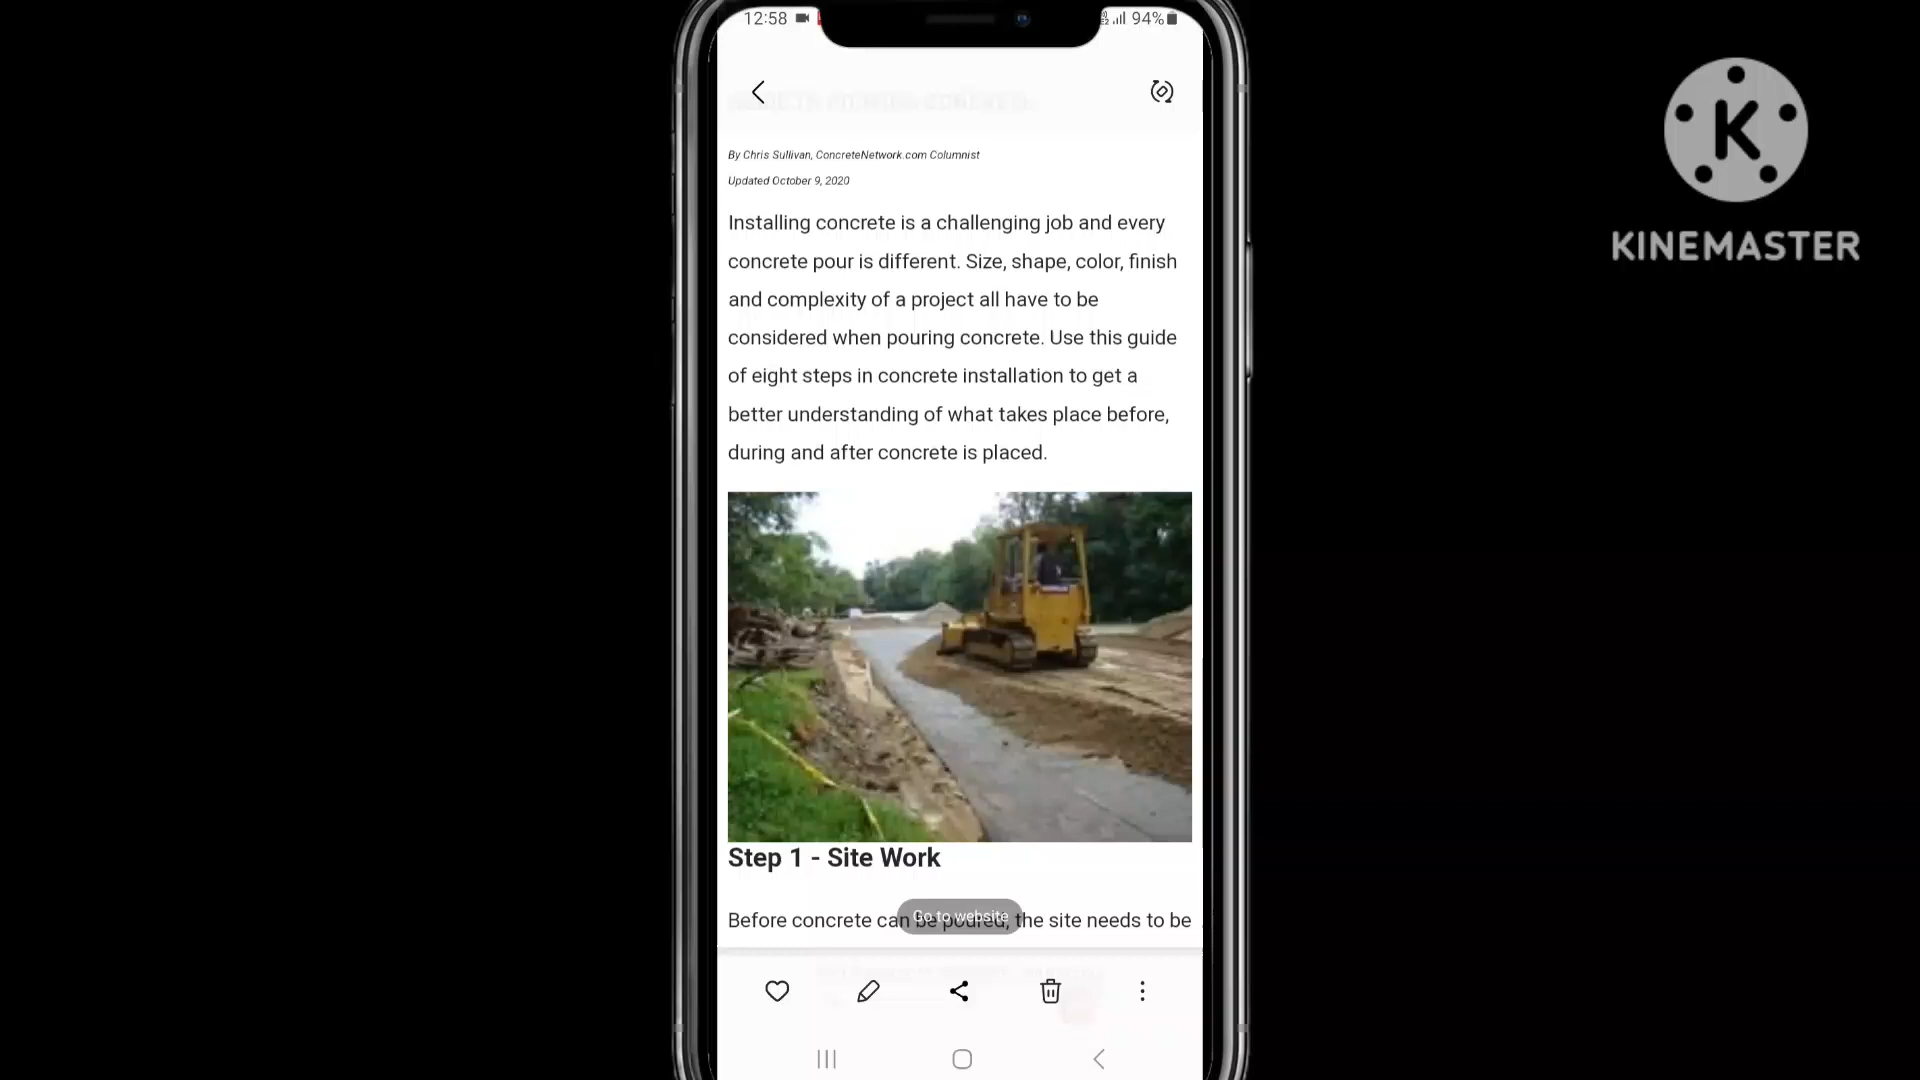 12:58
94%
By Chris Sullivan, ConcreteNetwork.com Columnist
Updated October 9, 2020
Installing concrete is a challenging job and every
concrete pour is different. Size, shape, color, finish
and complexity of a project all have to be
considered when pouring concrete. Use this guide
of eight steps in concrete installation to get a
better understanding of what takes place before,
during and after concrete is placed.
Step 1 - Site Work
Before concrete can be poured, the site needs to be
Go to website
K
KINEMASTER